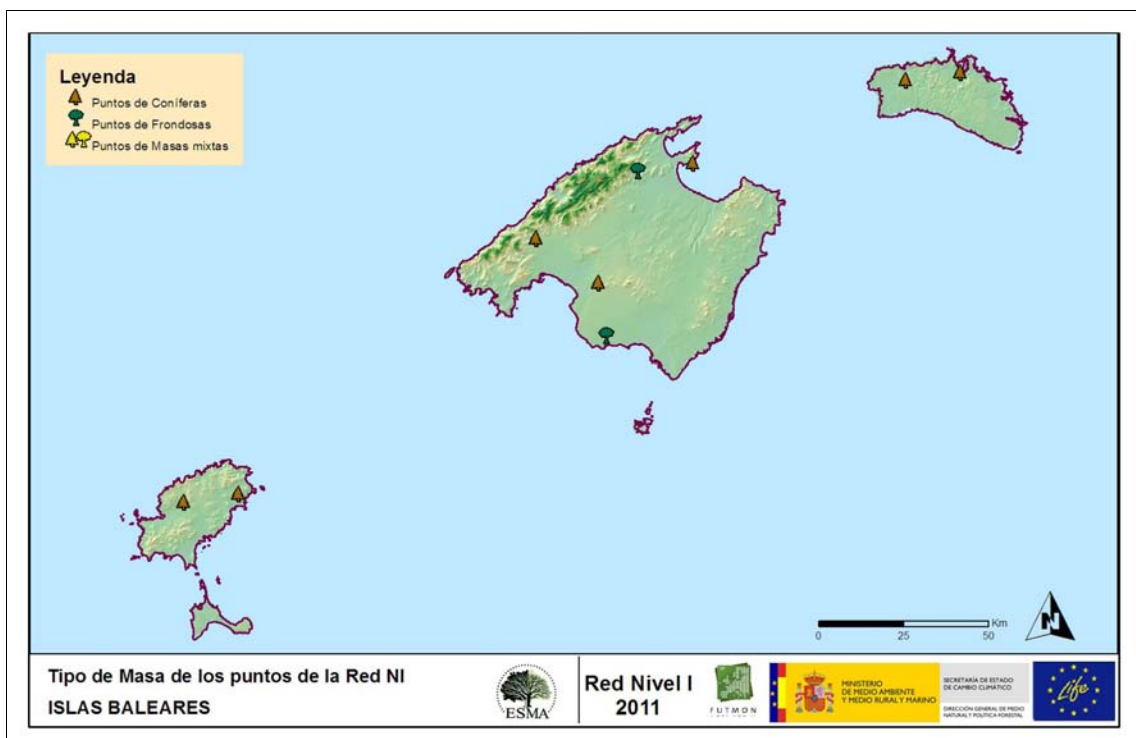 Leyenda
Puntos de Coníferas
Puntos de Frondosas
Puntos de Masas mixtas
N
Km
0 25 50
Tipo de Masa de los puntos de la Red NI
ISLAS BALEARES
ESMA
Red Nivel I
2011
FUTMON
MINISTERIO
DE MEDIO AMBIENTE
Y MEDIO RURAL Y MARINO
SECRETARÍA DE ESTADO
DE CAMBIO CLIMÁTICO
DIRECCIÓN GENERAL DE MEDIO
NATURAL Y POLÍTICA FORESTAL
Life